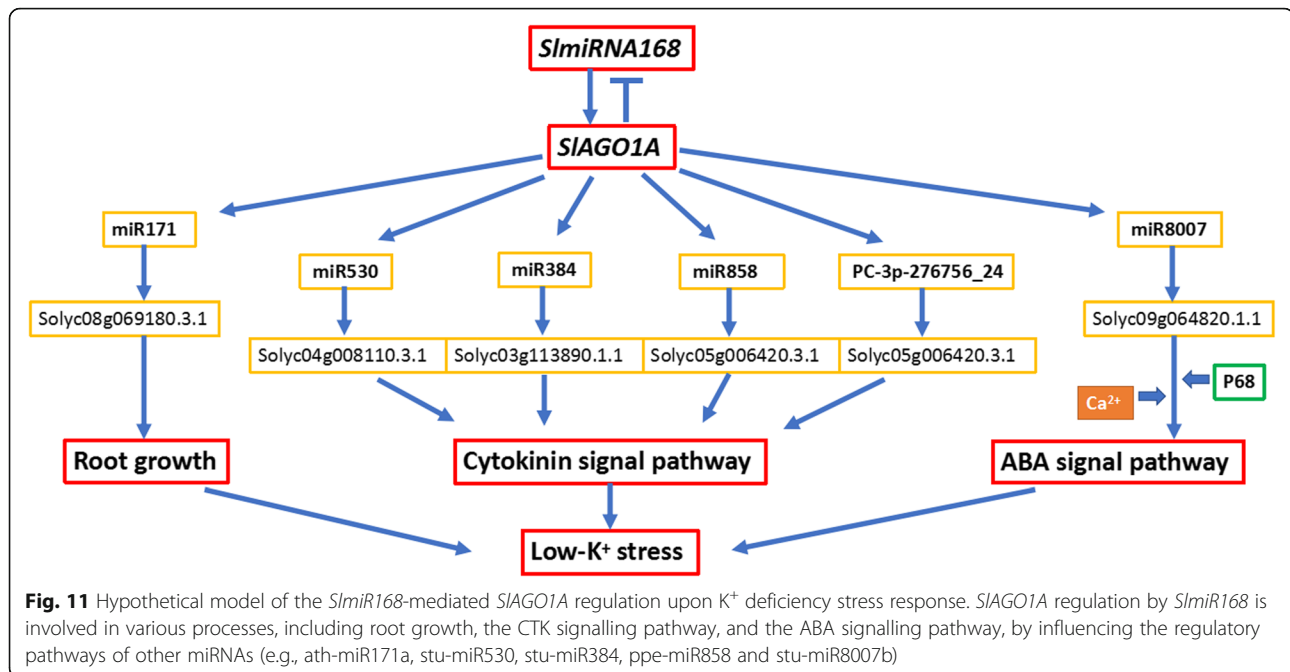 SlmiRNA168
SlAGO1A
miR171
miR530
miR384
miR858
PC-3p-276756_24
miR8007
Solyc08g069180.3.1
Solyc04g008110.3.1
Solyc03g113890.1.1
Solyc05g006420.3.1
Solyc05g006420.3.1
Solyc09g064820.1.1
P68
Ca²⁺
Root growth
Cytokinin signal pathway
ABA signal pathway
Low-K⁺ stress
Fig. 11 Hypothetical model of the SlmiR168-mediated SlAGO1A regulation upon K⁺ deficiency stress response. SlAGO1A regulation by SlmiR168 is
involved in various processes, including root growth, the CTK signalling pathway, and the ABA signalling pathway, by influencing the regulatory
pathways of other miRNAs (e.g., ath-miR171a, stu-miR530, stu-miR384, ppe-miR858 and stu-miR8007b)